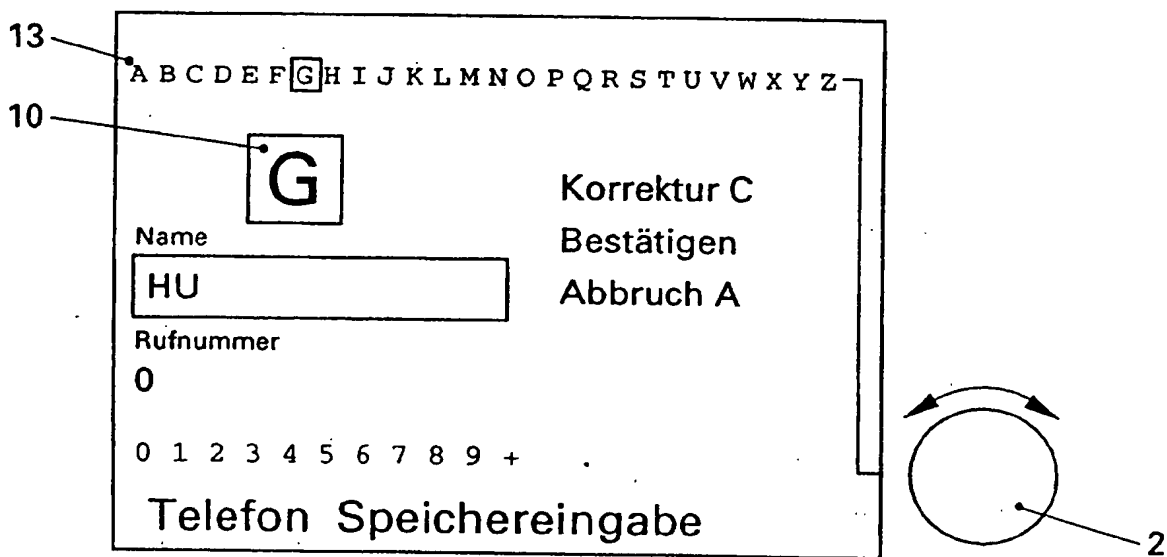 13
A B C D E F G H I J K L M N O P Q R S T U V W X Y Z
10
G
Korrektur C
Name
Bestätigen
HU
Abbruch A
Rufnummer
0
0 1 2 3 4 5 6 7 8 9 +
Telefon Speichereingabe
2